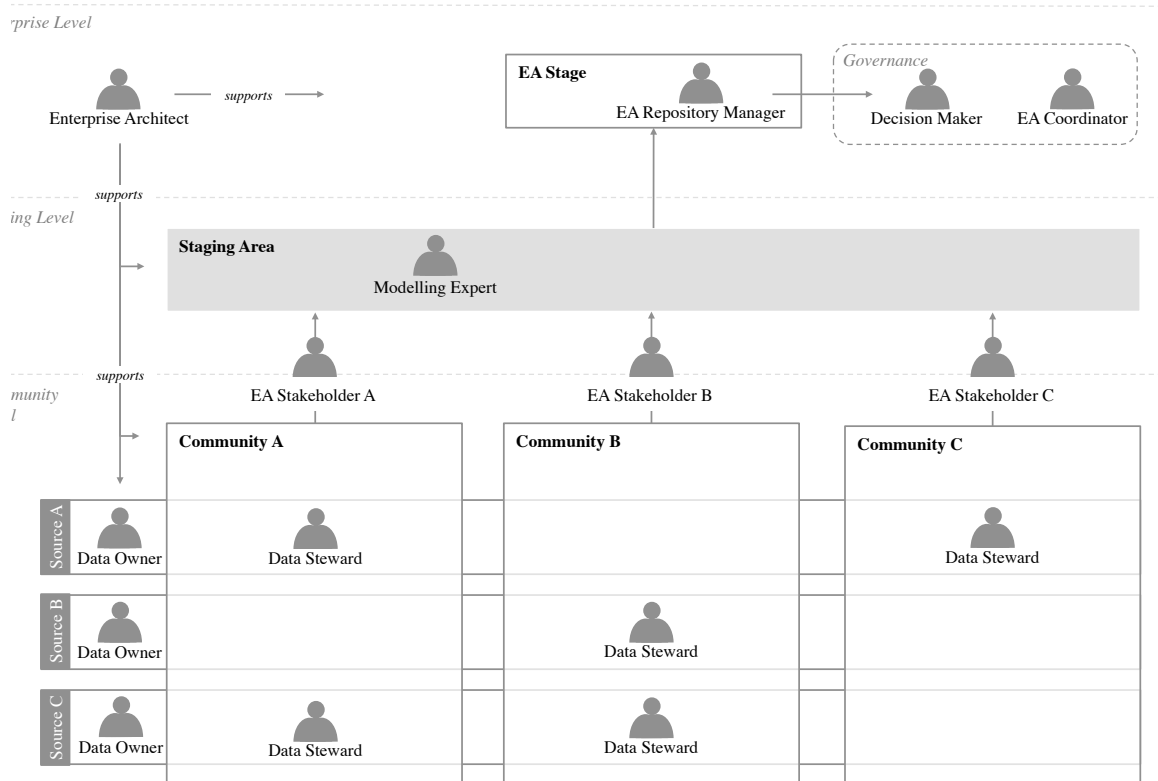 rprise Level
EA Stage
Governance
supports
Enterprise Architect
EA Repository Manager
Decision Maker
EA Coordinator
supports
ing Level
Staging Area
Modelling Expert
supports
munity
l
EA Stakeholder A
EA Stakeholder B
EA Stakeholder C
Community A
Community B
Community C
Source A
Data Owner
Data Steward
Data Steward
Source B
Data Owner
Data Steward
Source C
Data Owner
Data Steward
Data Steward